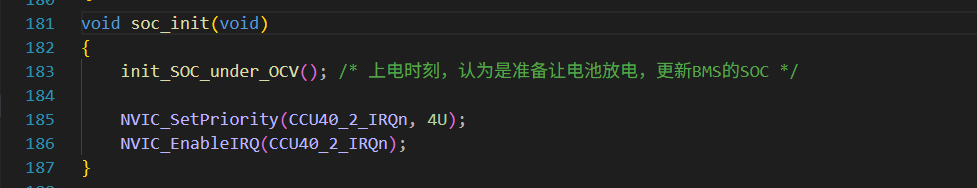 180
181 void soc_init(void)
182 {
183 init_SOC_under_OCV(); /* 上电时刻，认为是准备让电池放电，更新BMS的SOC */
184
185 NVIC_SetPriority(CCU40_2_IRQn, 4U);
186 NVIC_EnableIRQ(CCU40_2_IRQn);
187 }
188